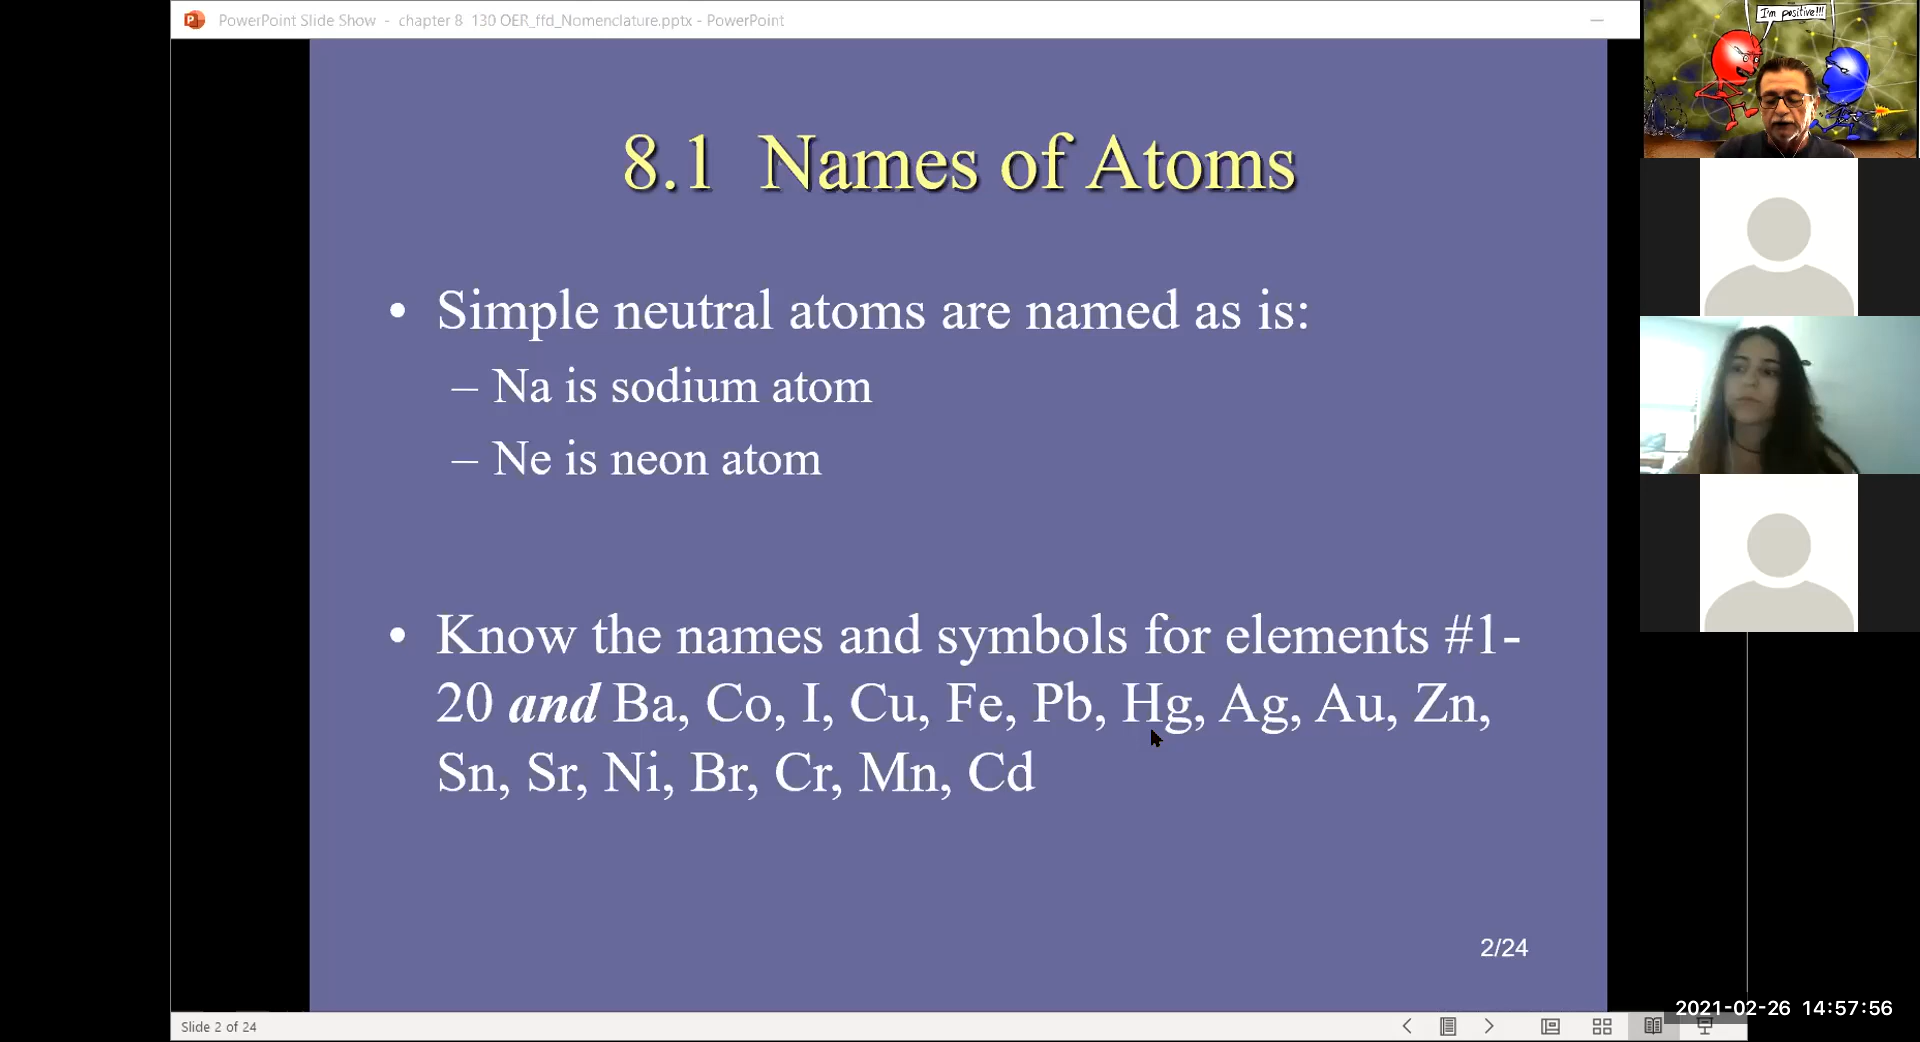 PowerPoint Slide Show - chapter 8 130 OER_ffd_Nomenclature.pptx - PowerPoint
I'm positive!!!
8.1 Names of Atoms
• Simple neutral atoms are named as is:
– Na is sodium atom
– Ne is neon atom
• Know the names and symbols for elements #1-
20 and Ba, Co, I, Cu, Fe, Pb, Hg, Ag, Au, Zn,
Sn, Sr, Ni, Br, Cr, Mn, Cd
2/24
2021-02-26 14:57:56
Slide 2 of 24